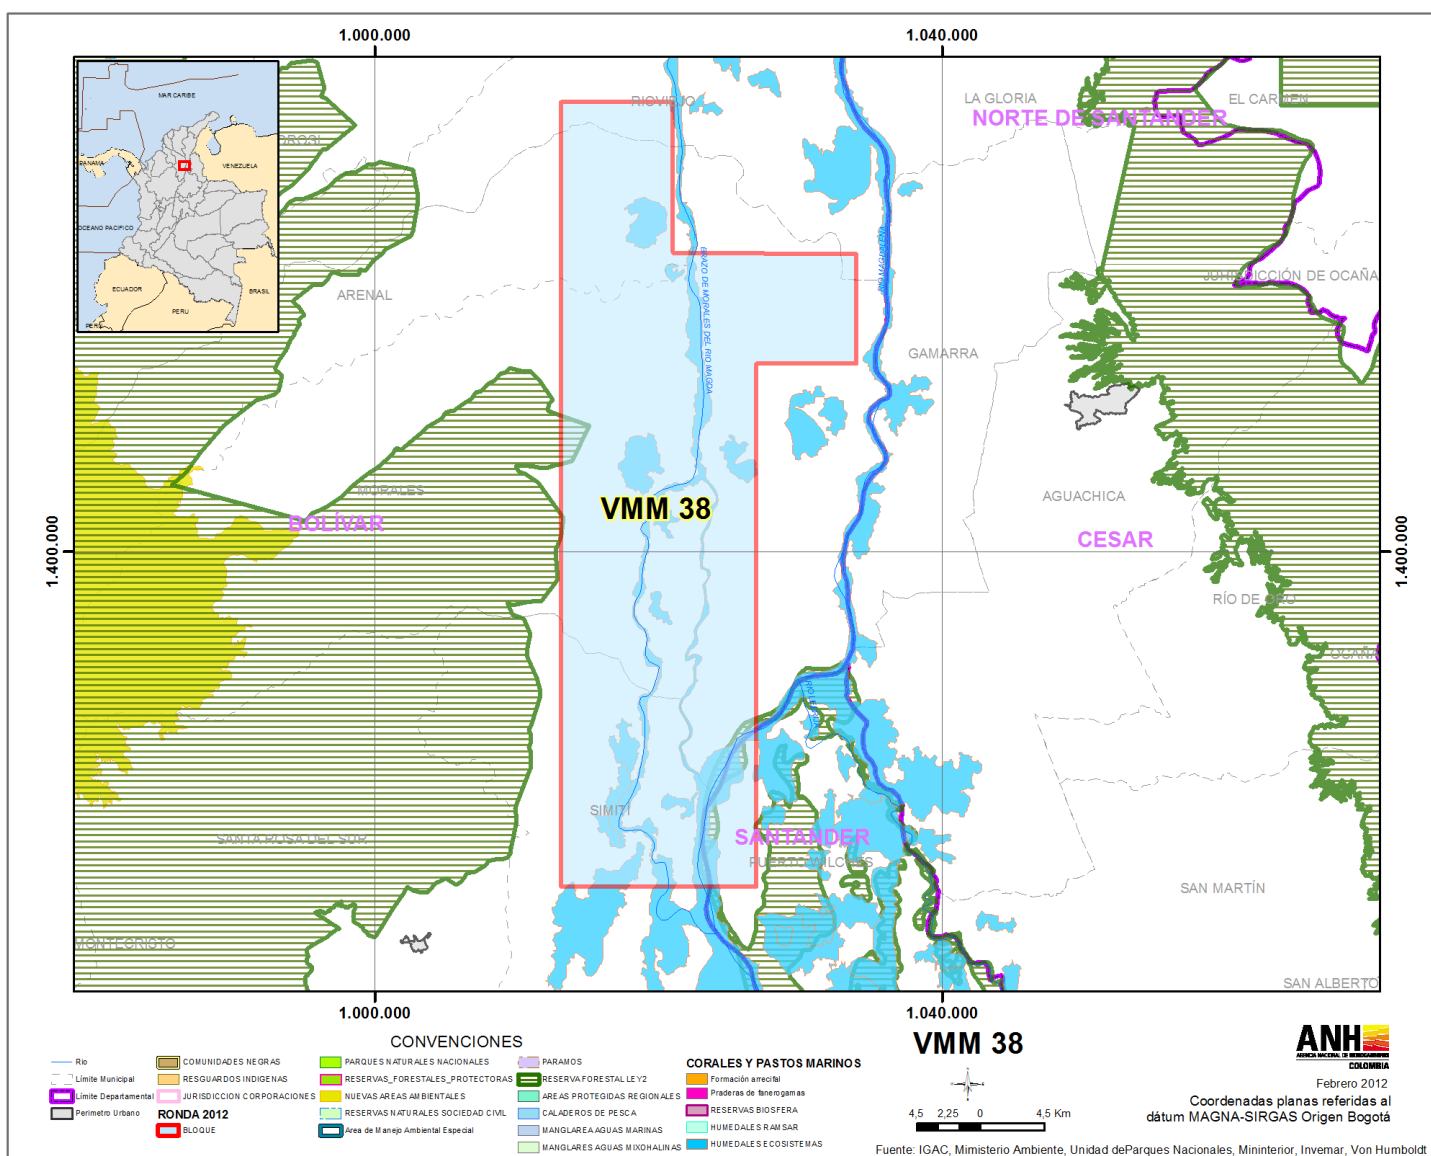 1.000.000
1.040.000
MAR CARIBE
PANAMA
VENEZUELA
OCEANO PACIFICO
ECUADOR
BRASIL
PERU
RIOVIEJO
LA GLORIA
EL CARMEN
NORTE DE SANTANDER
ARENAL
BRAZO DE MORALES DEL RIO MAGDA
JURISDICCIÓN DE OCAÑA
GAMARRA
MORALES
BOLÍVAR
VMM 38
AGUACHICA
CESAR
1.400.000
1.400.000
RÍO DE ORO
OCAÑA
SIMITÍ
SANTA ROSA DEL SUR
SANTANDER
PUERTO WILCHES
SAN MARTÍN
MONTECRISTO
SAN ALBERTO
1.000.000
1.040.000
CONVENCIONES
Rio
Límite Municipal
Límite Departamental
Perimetro Urbano
COMUNIDADES NEGRAS
RESGUARDOS INDIGENAS
JURISDICCION CORPORACIONES
RONDA 2012
BLOQUE
PARQUES NATURALES NACIONALES
RESERVAS_FORESTALES_PROTECTORAS
NUEVAS AREAS AMBIENTALES
RESERVAS NATURALES SOCIEDAD CIVIL
Area de Manejo Ambiental Especial
PARAMOS
RESERVA FORESTAL LEY2
AREAS PROTEGIDAS REGIONALES
CALADEROS DE PESCA
MANGLARES AGUAS MARINAS
MANGLARES AGUAS MIXOHALINAS
CORALES Y PASTOS MARINOS
Formación arrecifal
Praderas de fanerogamas
RESERVAS BIOSFERA
HUMEDALES RAMSAR
HUMEDALES ECOSISTEMAS
VMM 38
4,5 2,25 0 4,5 Km
ANH
AGENCIA NACIONAL DE HIDROCARBUROS
COLOMBIA
Febrero 2012
Coordenadas planas referidas al
dátum MAGNA-SIRGAS Origen Bogotá
Fuente: IGAC, Mimisterio Ambiente, Unidad deParques Nacionales, Mininterior, Invemar, Von Humboldt